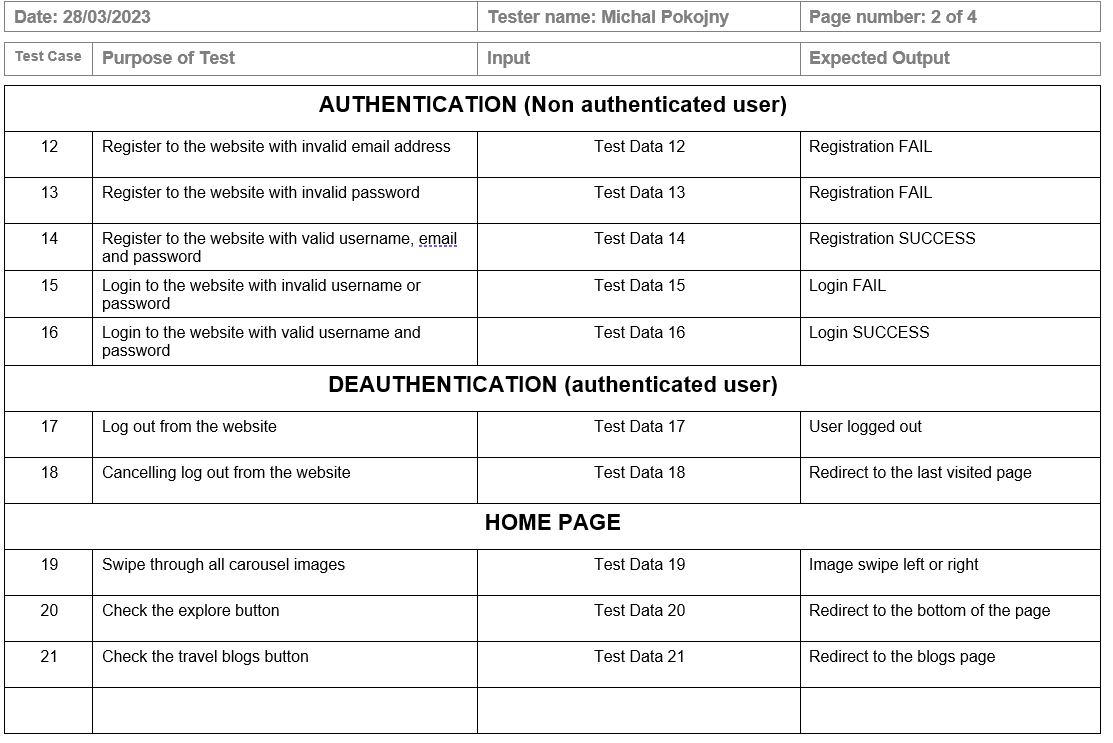 Date: 28/03/2023 Tester name: Michal Pokojny Page number: 2 of 4
Test Case Purpose of Test Input Expected Output
AUTHENTICATION (Non authenticated user)
12 Register to the website with invalid email address Test Data 12 Registration FAIL
13 Register to the website with invalid password Test Data 13 Registration FAIL
14 Register to the website with valid username, email Test Data 14 Registration SUCCESS
and password
15 Login to the website with invalid username or Test Data 15 Login FAIL
password
16 Login to the website with valid username and Test Data 16 Login SUCCESS
password
DEAUTHENTICATION (authenticated user)
17 Log out from the website Test Data 17 User logged out
18 Cancelling log out from the website Test Data 18 Redirect to the last visited page
HOME PAGE
19 Swipe through all carousel images Test Data 19 Image swipe left or right
20 Check the explore button Test Data 20 Redirect to the bottom of the page
21 Check the travel blogs button Test Data 21 Redirect to the blogs page